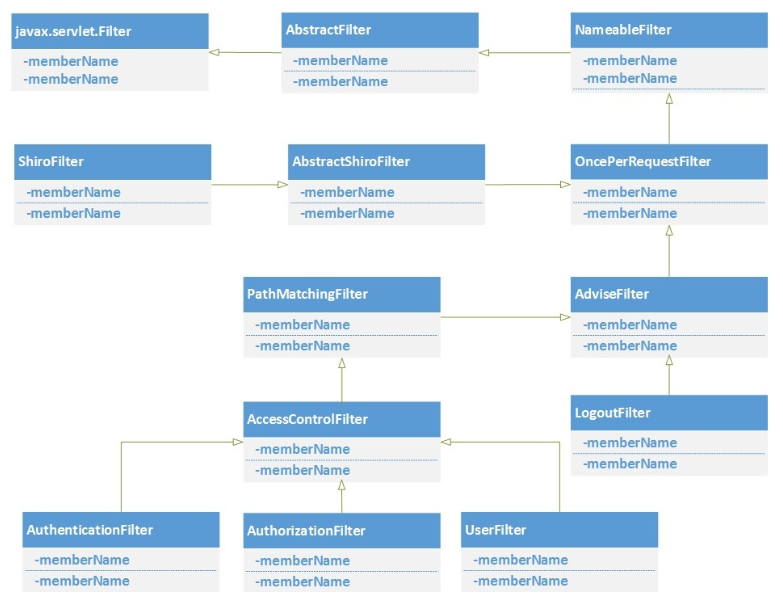 javax.servlet.Filter
-memberName
-memberName
AbstractFilter
-memberName
-memberName
NameableFilter
-memberName
-memberName
ShiroFilter
-memberName
-memberName
AbstractShiroFilter
-memberName
-memberName
OncePerRequestFilter
-memberName
-memberName
PathMatchingFilter
-memberName
-memberName
AdviseFilter
-memberName
-memberName
AccessControlFilter
-memberName
-memberName
LogoutFilter
-memberName
-memberName
AuthenticationFilter
-memberName
-memberName
AuthorizationFilter
-memberName
-memberName
UserFilter
-memberName
-memberName